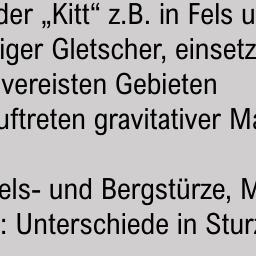 der „Kitt“ z.B. in Fels u
iger Gletscher, einsetz
vereisten Gebieten
uftreten gravitativer Ma
els- und Bergstürze, M
: Unterschiede in Sturz